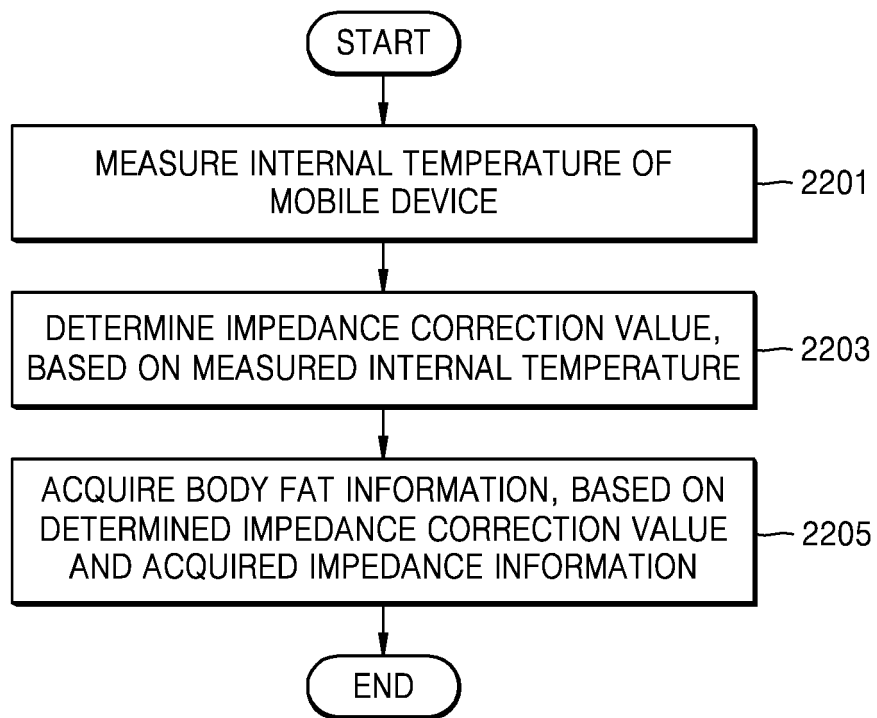 START
MEASURE INTERNAL TEMPERATURE OF
MOBILE DEVICE
2201
DETERMINE IMPEDANCE CORRECTION VALUE,
BASED ON MEASURED INTERNAL TEMPERATURE
2203
ACQUIRE BODY FAT INFORMATION, BASED ON
DETERMINED IMPEDANCE CORRECTION VALUE
AND ACQUIRED IMPEDANCE INFORMATION
2205
END